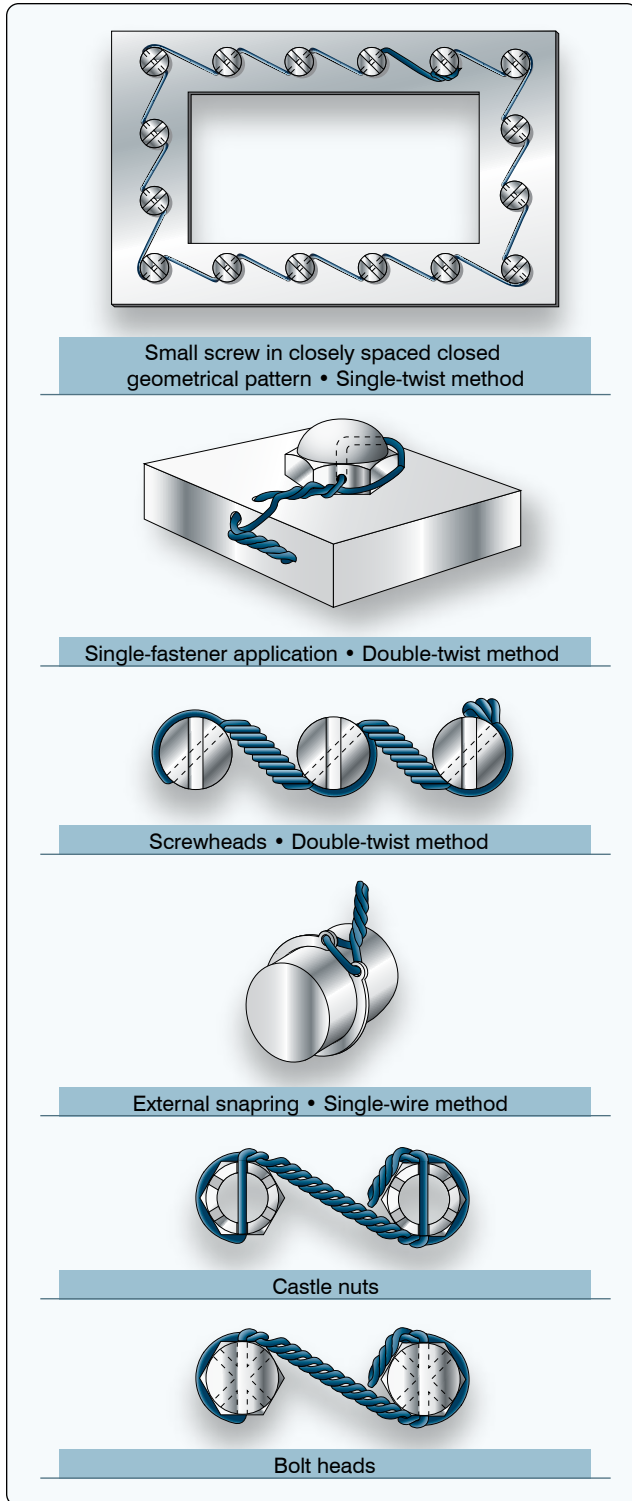 Small screw in closely spaced closed
geometrical pattern • Single-twist method
Single-fastener application • Double-twist method
Screwheads • Double-twist method
External snapring • Single-wire method
Castle nuts
Bolt heads